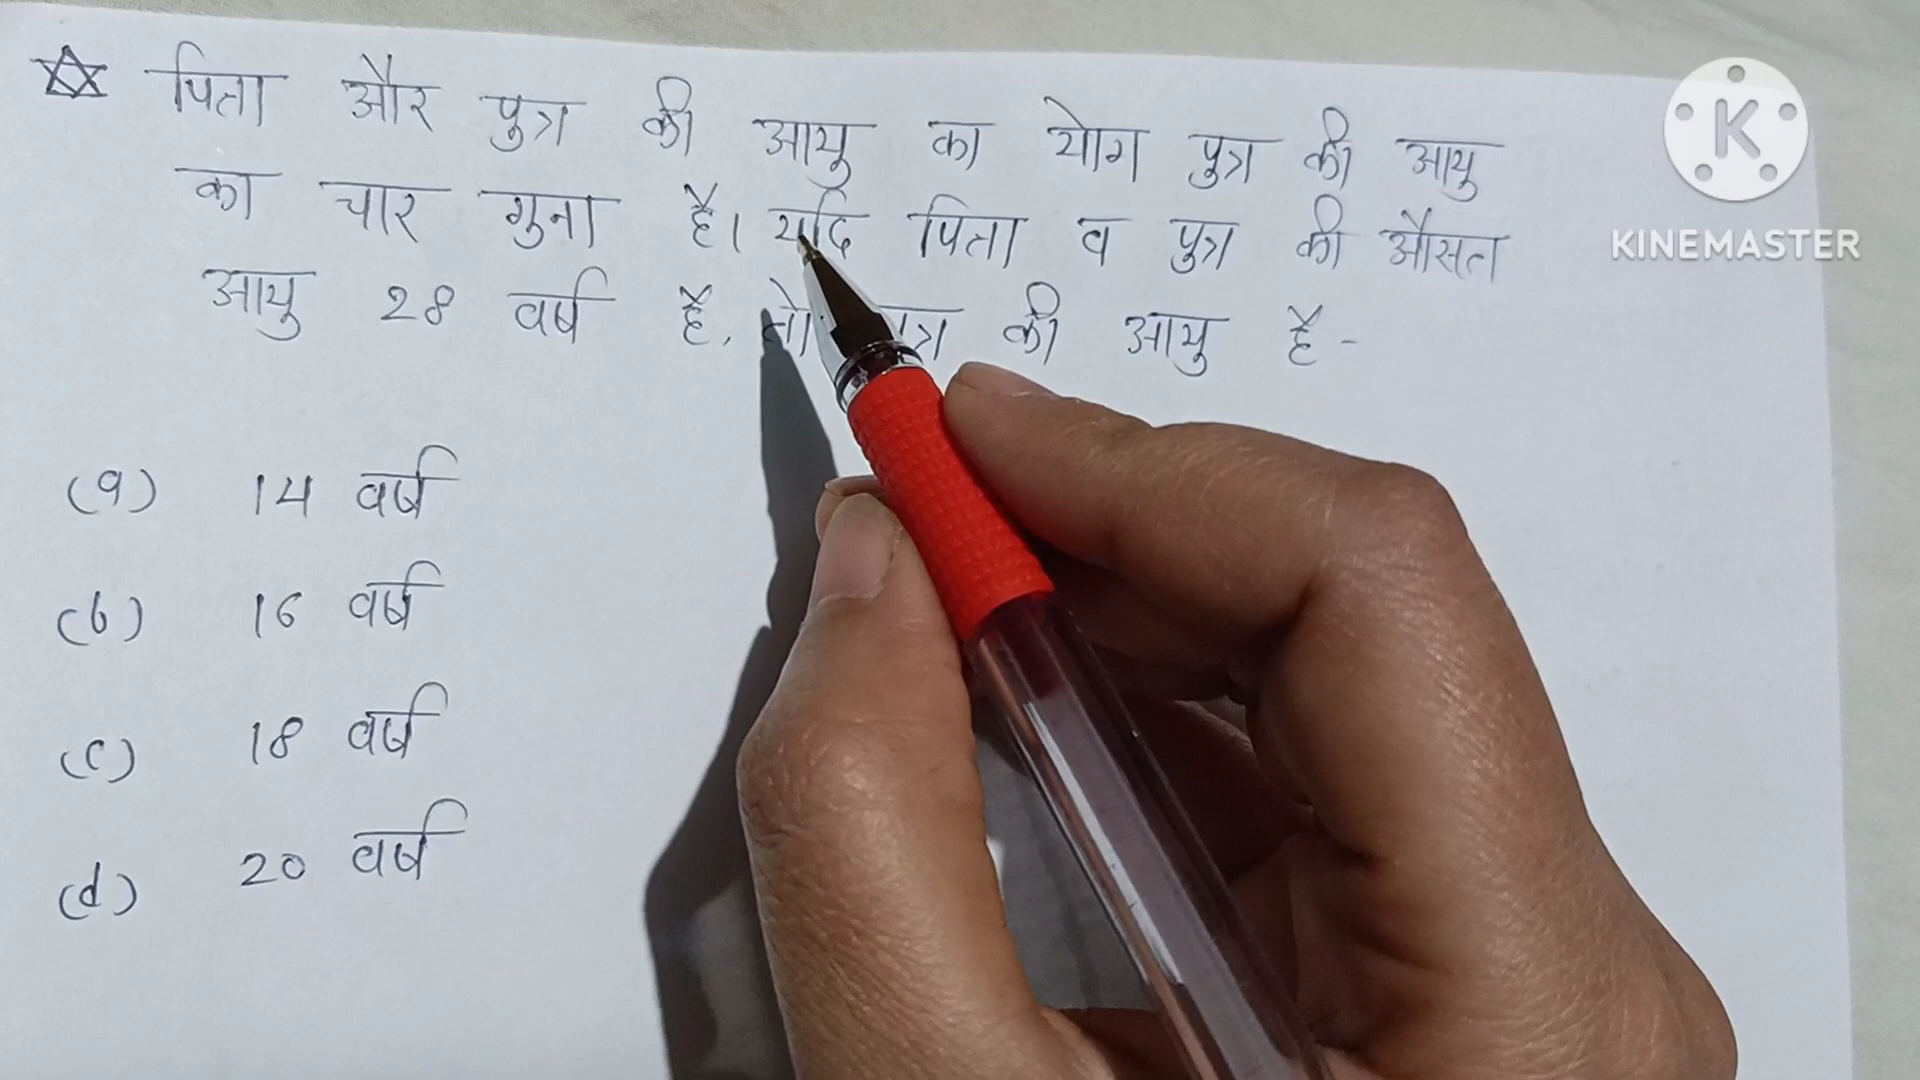 पिता और पुत्र की आयु का योग पुत्र की आयु
का चार गुना है। यदि पिता व पुत्र की औसत
आयु 28 वर्ष है, तो पुत्र की आयु है-
(a) 14 वर्ष
(b) 16 वर्ष
(c) 18 वर्ष
(d) 20 वर्ष
K
KINEMASTER